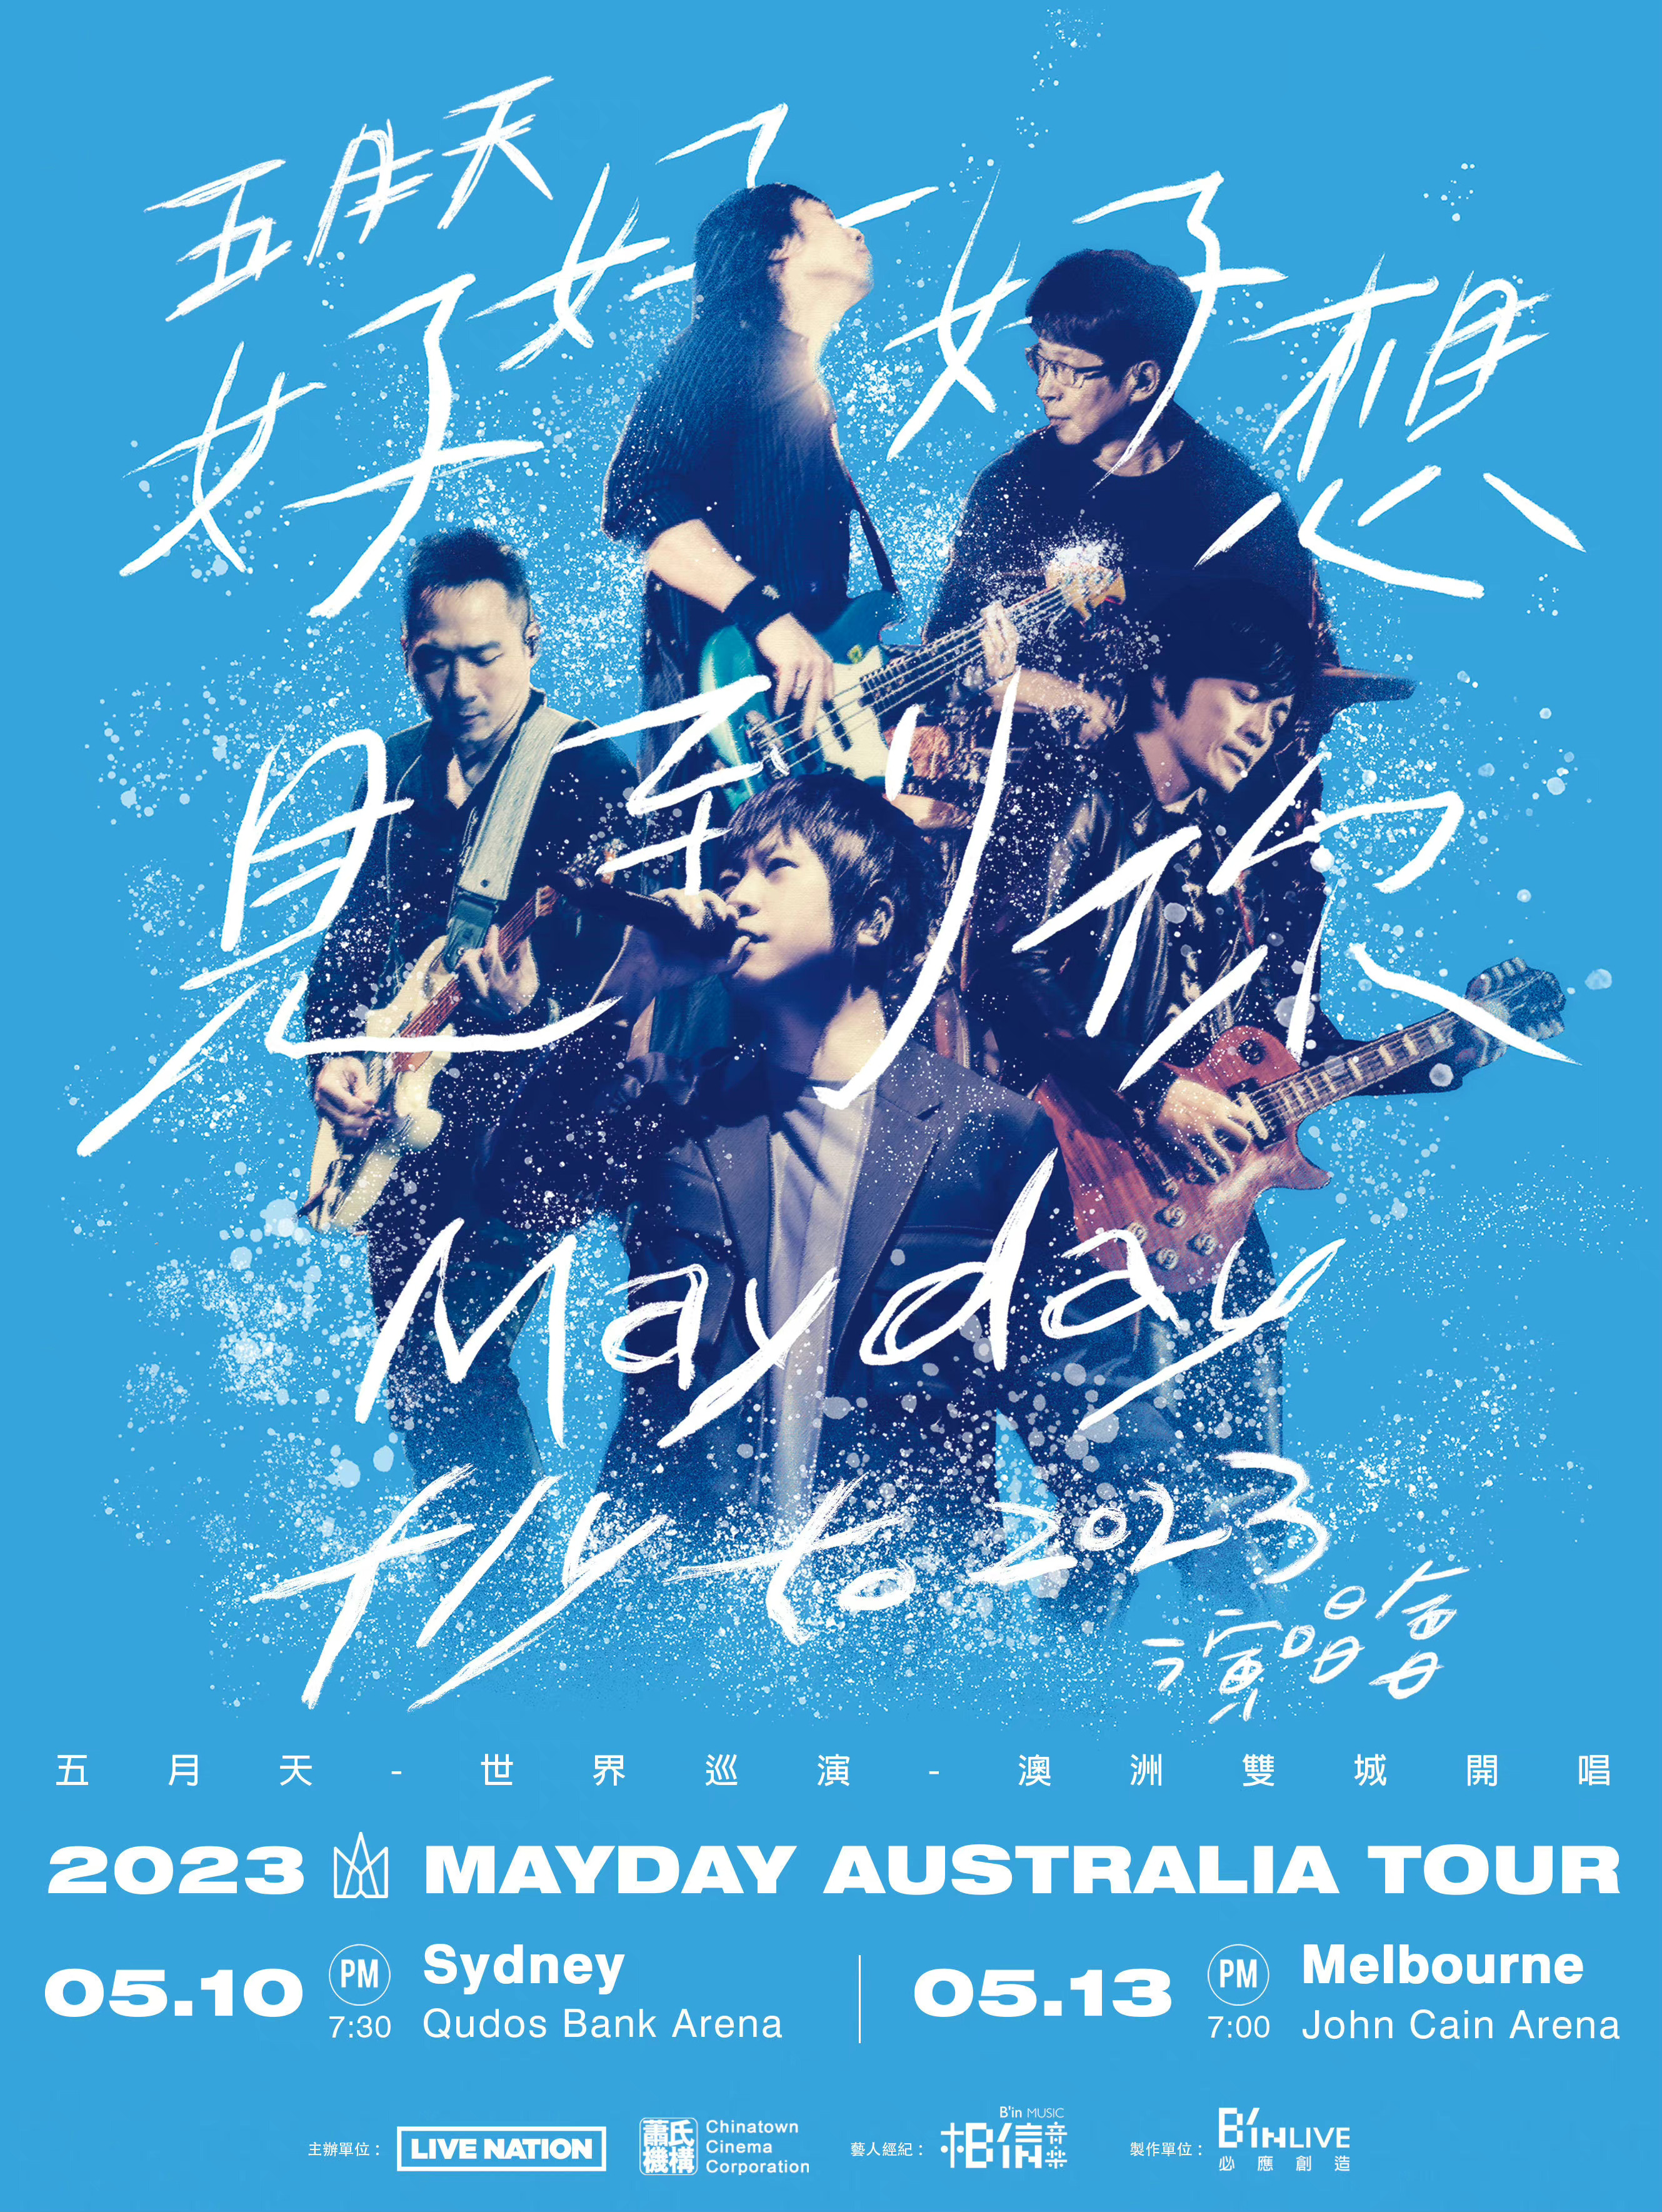 五月天
好好好想
見到你
Mayday
fly to 2023
演唱會
五月天-世界巡演-澳洲雙城開唱
2023 MAYDAY AUSTRALIA TOUR
05.10 PM 7:30 Sydney Qudos Bank Arena
05.13 PM 7:00 Melbourne John Cain Arena
主辦單位： LIVE NATION 蕭氏機構 Chinatown Cinema Corporation 藝人經紀： B'in MUSIC 相信音樂 製作單位： B'IN LIVE 必應創造